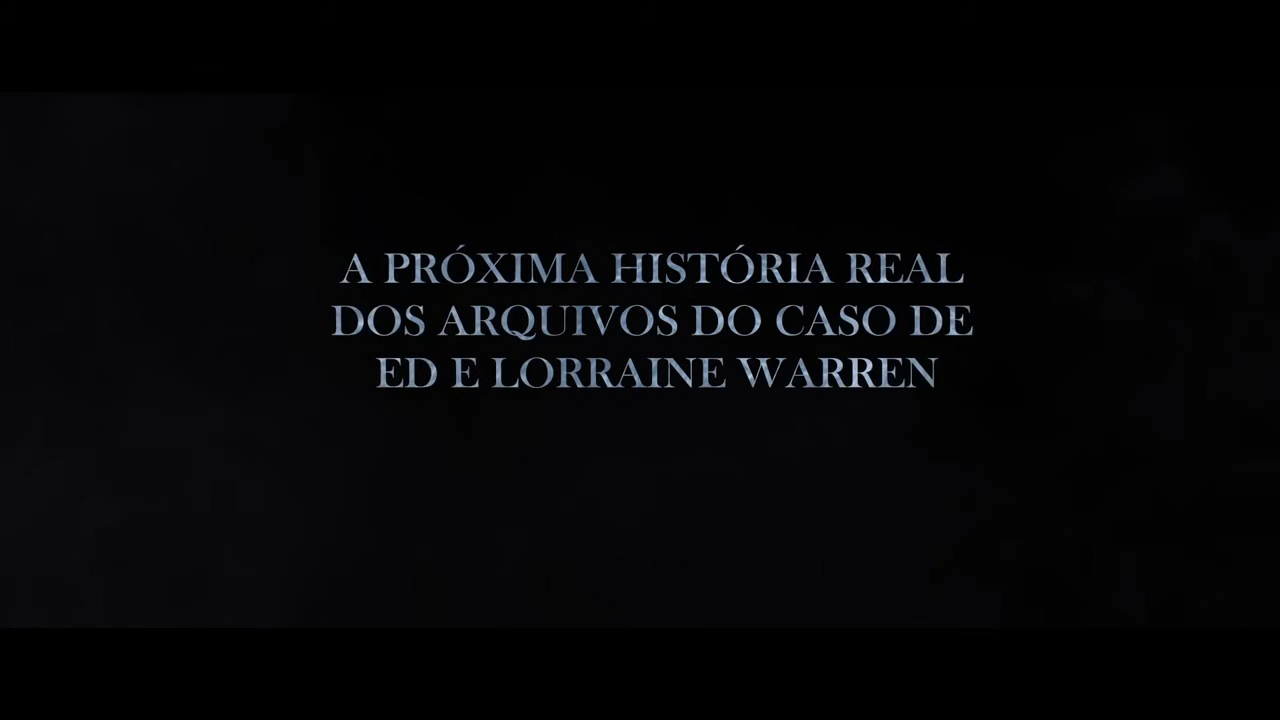 A PRÓXIMA HISTÓRIA REAL
DOS ARQUIVOS DO CASO DE
ED E LORRAINE WARREN